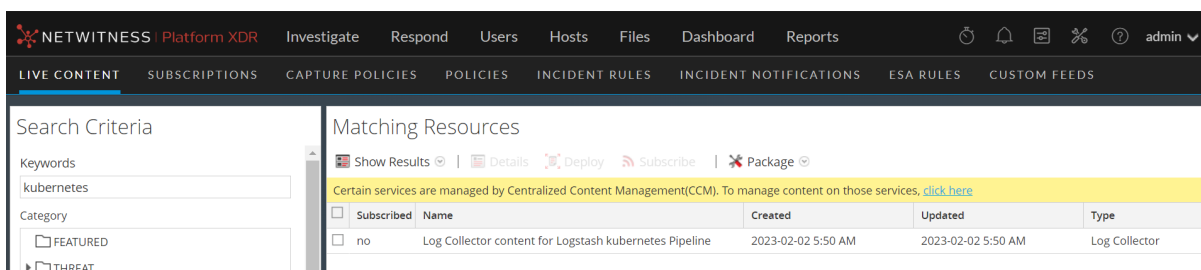 NETWITNESS | Platform XDR Investigate Respond Users Hosts Files Dashboard Reports admin
LIVE CONTENT SUBSCRIPTIONS CAPTURE POLICIES POLICIES INCIDENT RULES INCIDENT NOTIFICATIONS ESA RULES CUSTOM FEEDS
Search Criteria
Keywords
kubernetes
Category
FEATURED
THREAT
Matching Resources
Show Results | Details Deploy Subscribe | Package
Certain services are managed by Centralized Content Management(CCM). To manage content on those services, click here
Subscribed Name Created Updated Type
no Log Collector content for Logstash kubernetes Pipeline 2023-02-02 5:50 AM 2023-02-02 5:50 AM Log Collector